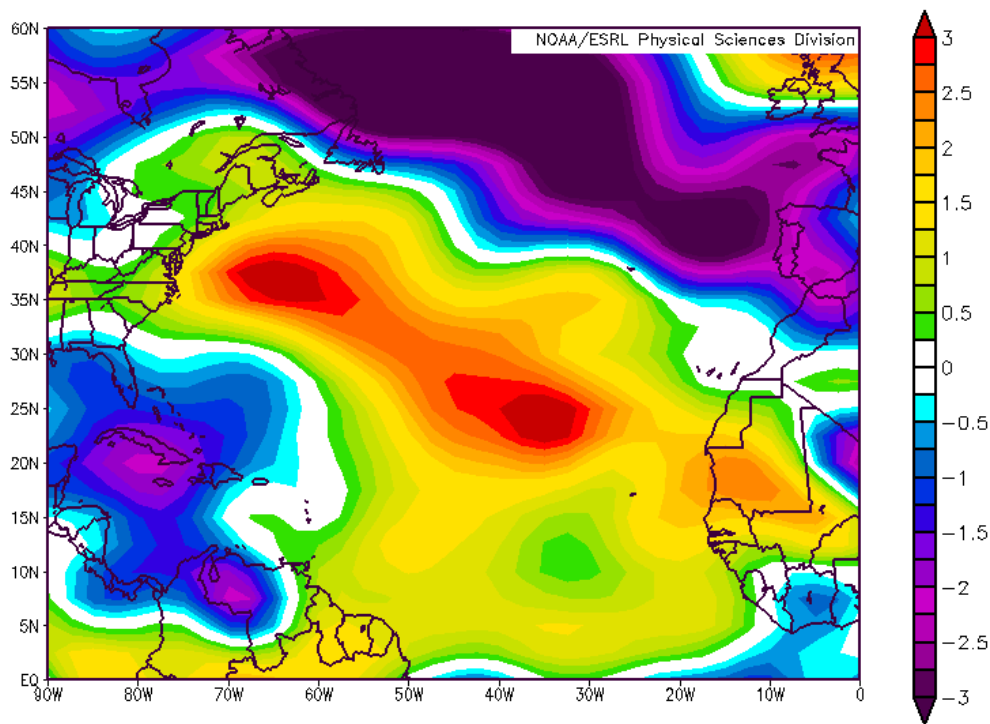 NOAA/ESRL Physical Sciences Division
60N
55N
50N
45N
40N
35N
30N
25N
20N
15N
10N
5N
EQ
90W 80W 70W 60W 50W 40W 30W 20W 10W 0
3
2.5
2
1.5
1
0.5
0
-0.5
-1
-1.5
-2
-2.5
-3